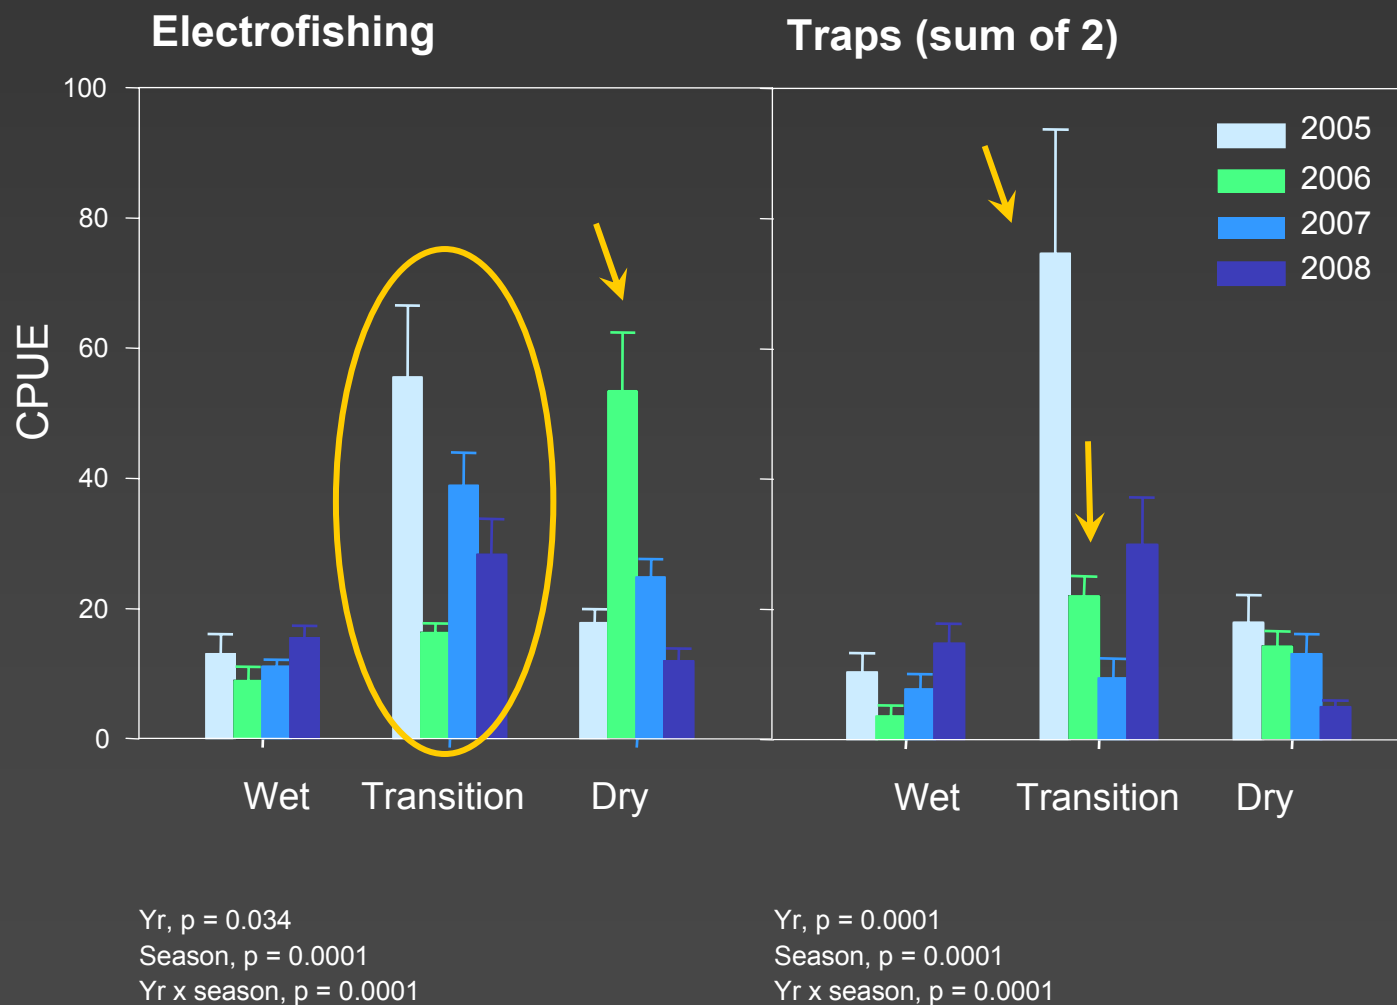 Electrofishing
Traps (sum of 2)
100
80
60
40
20
0
CPUE
2005
2006
2007
2008
Wet Transition Dry
Wet Transition Dry
Yr, p = 0.034
Season, p = 0.0001
Yr x season, p = 0.0001
Yr, p = 0.0001
Season, p = 0.0001
Yr x season, p = 0.0001